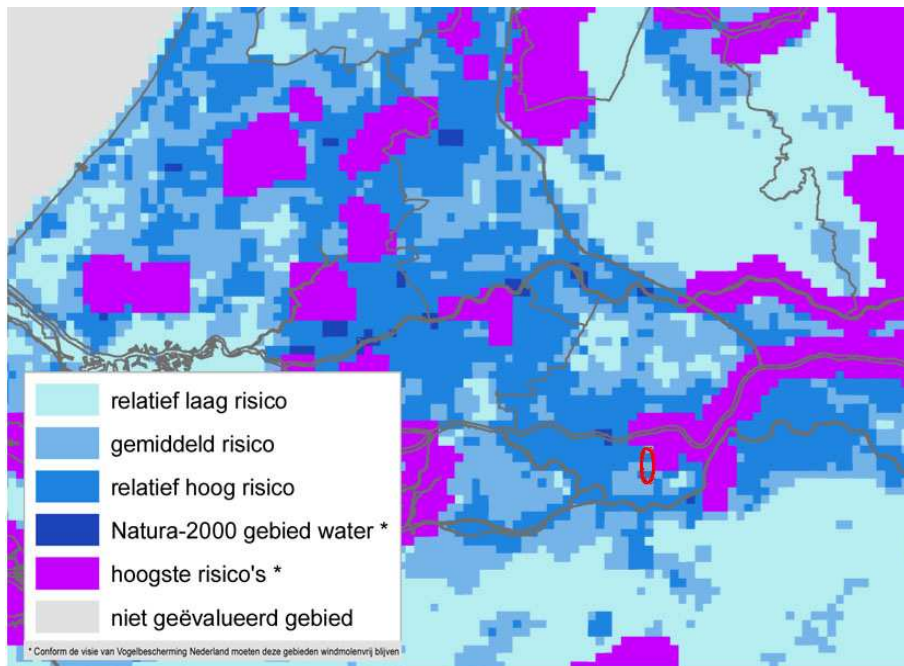 relatief laag risico
gemiddeld risico
relatief hoog risico
Natura-2000 gebied water *
hoogste risico's *
niet geëvalueerd gebied
* Conform de visie van Vogelbescherming Nederland moeten deze gebieden windmolenvrij blijven